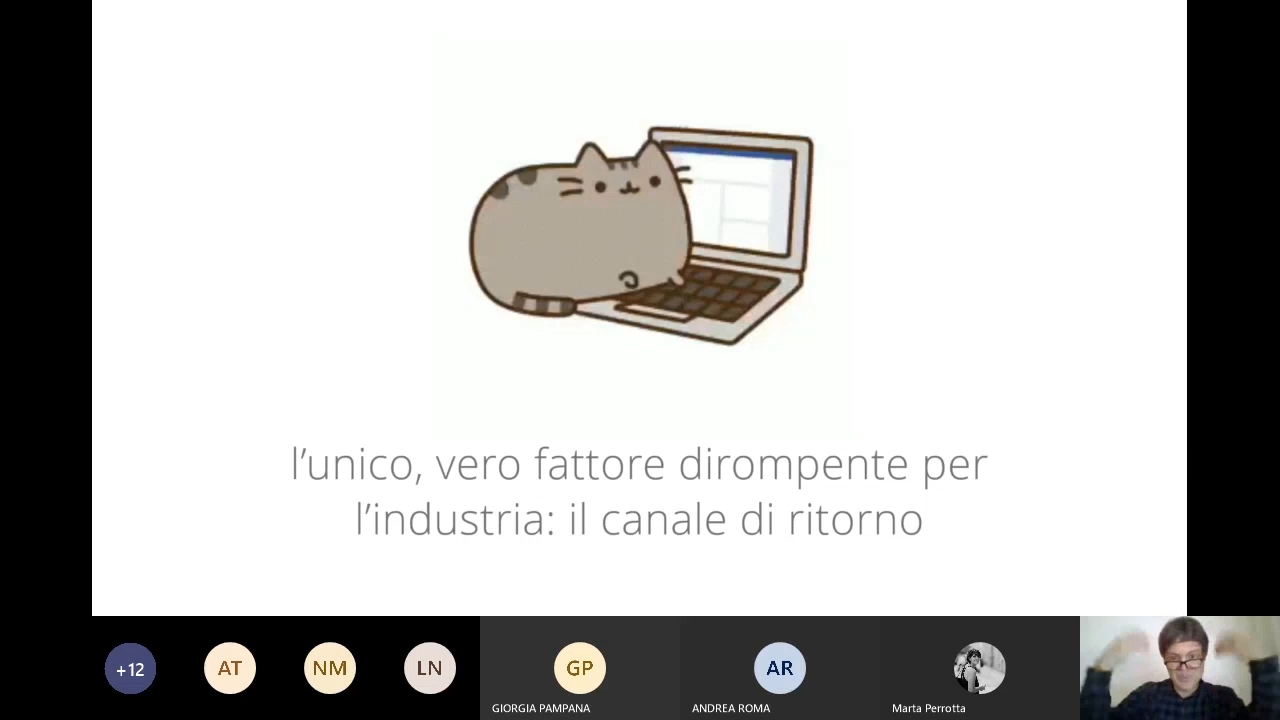 l’unico, vero fattore dirompente per
l’industria: il canale di ritorno
+12
AT
NM
LN
GP
AR
GIORGIA PAMPANA
ANDREA ROMA
Marta Perrotta